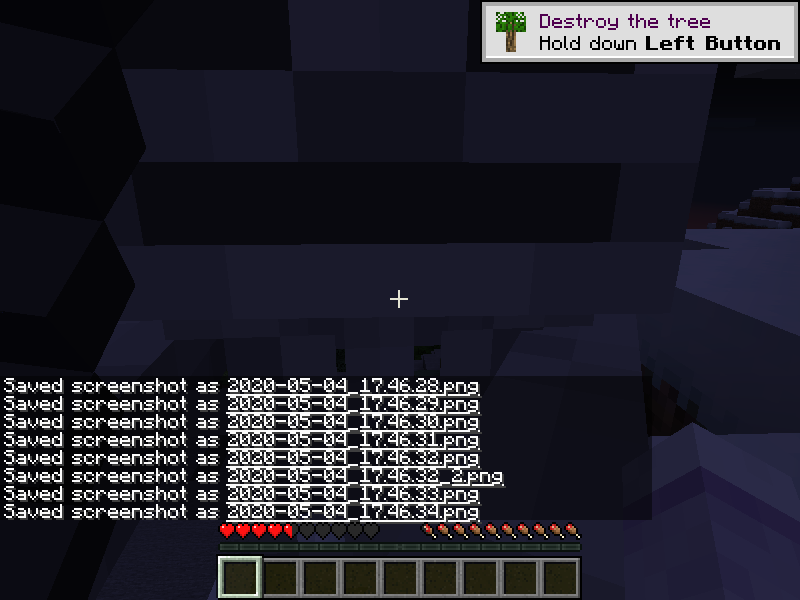 Destroy the tree
Hold down Left Button
Saved screenshot as 2020-05-04_17.46.28.png
Saved screenshot as 2020-05-04_17.46.29.png
Saved screenshot as 2020-05-04_17.46.30.png
Saved screenshot as 2020-05-04_17.46.31.png
Saved screenshot as 2020-05-04_17.46.32.png
Saved screenshot as 2020-05-04_17.46.32_2.png
Saved screenshot as 2020-05-04_17.46.33.png
Saved screenshot as 2020-05-04_17.46.34.png